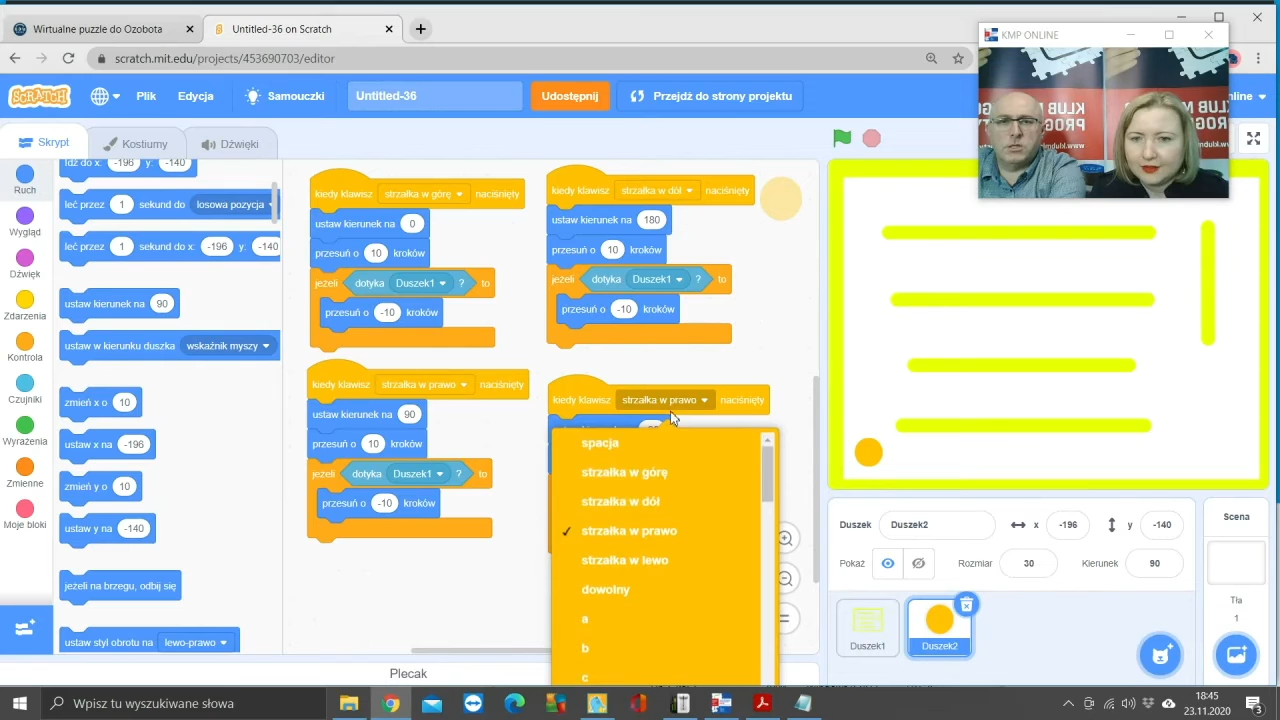 Wirtualne puzzle do Ozobota
Untitled-36 on Scratch
KMP ONLINE
scratch.mit.edu/projects/453690703/editor
SCRATCH
Plik
Edycja
Samouczki
Untitled-36
Udostępnij
Przejdź do strony projektu
nline
Skrypt
Kostiumy
Dźwięki
Ruch
Wygląd
Dźwięk
Zdarzenia
Kontrola
Czujniki
Wyrażenia
Zmienne
Moje bloki
idź do x: -196 y: -140
leć przez 1 sekund do losowa pozycja
leć przez 1 sekund do x: -196 y: -140
ustaw kierunek na 90
ustaw w kierunku duszka wskaźnik myszy
zmień x o 10
ustaw x na -196
zmień y o 10
ustaw y na -140
jeżeli na brzegu, odbij się
ustaw styl obrotu na lewo-prawo
kiedy klawisz strzałka w górę naciśnięty
ustaw kierunek na 0
przesuń o 10 kroków
jeżeli dotyka Duszek1 ? to
przesuń o -10 kroków
kiedy klawisz strzałka w dół naciśnięty
ustaw kierunek na 180
przesuń o 10 kroków
jeżeli dotyka Duszek1 ? to
przesuń o -10 kroków
kiedy klawisz strzałka w prawo naciśnięty
ustaw kierunek na 90
przesuń o 10 kroków
jeżeli dotyka Duszek1 ? to
przesuń o -10 kroków
kiedy klawisz strzałka w prawo naciśnięty
spacja
strzałka w górę
strzałka w dół
strzałka w prawo
strzałka w lewo
dowolny
a
b
c
Plecak
Duszek Duszek2 x -196 y -140
Pokaż Rozmiar 30 Kierunek 90
Duszek1
Duszek2
Scena
Tła
1
Wpisz tu wyszukiwane słowa
18:45
23.11.2020
3